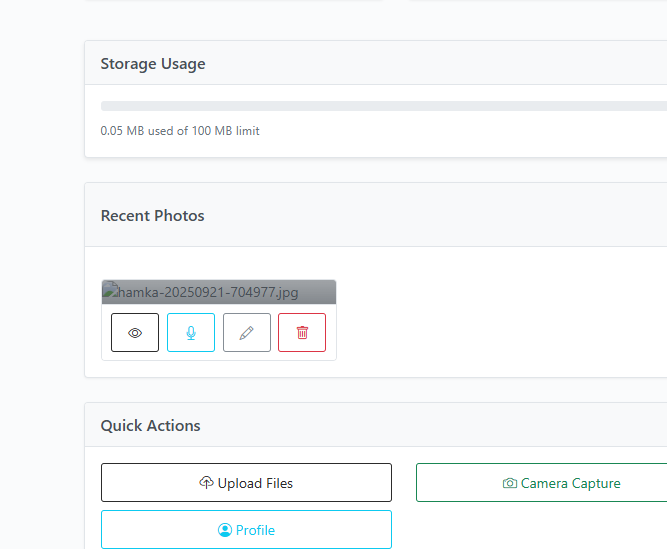 Storage Usage
0.05 MB used of 100 MB limit
Recent Photos
hamka-20250921-704977.jpg
Quick Actions
Upload Files
Camera Capture
Profile